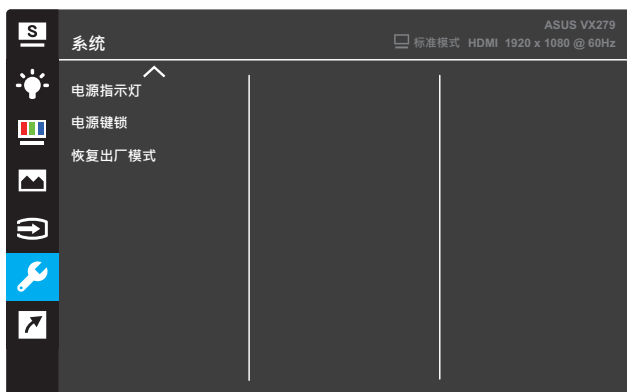 S
ASUS VX279
系统
标准模式 HDMI 1920 x 1080 @ 60Hz
电源指示灯
电源键锁
恢复出厂模式